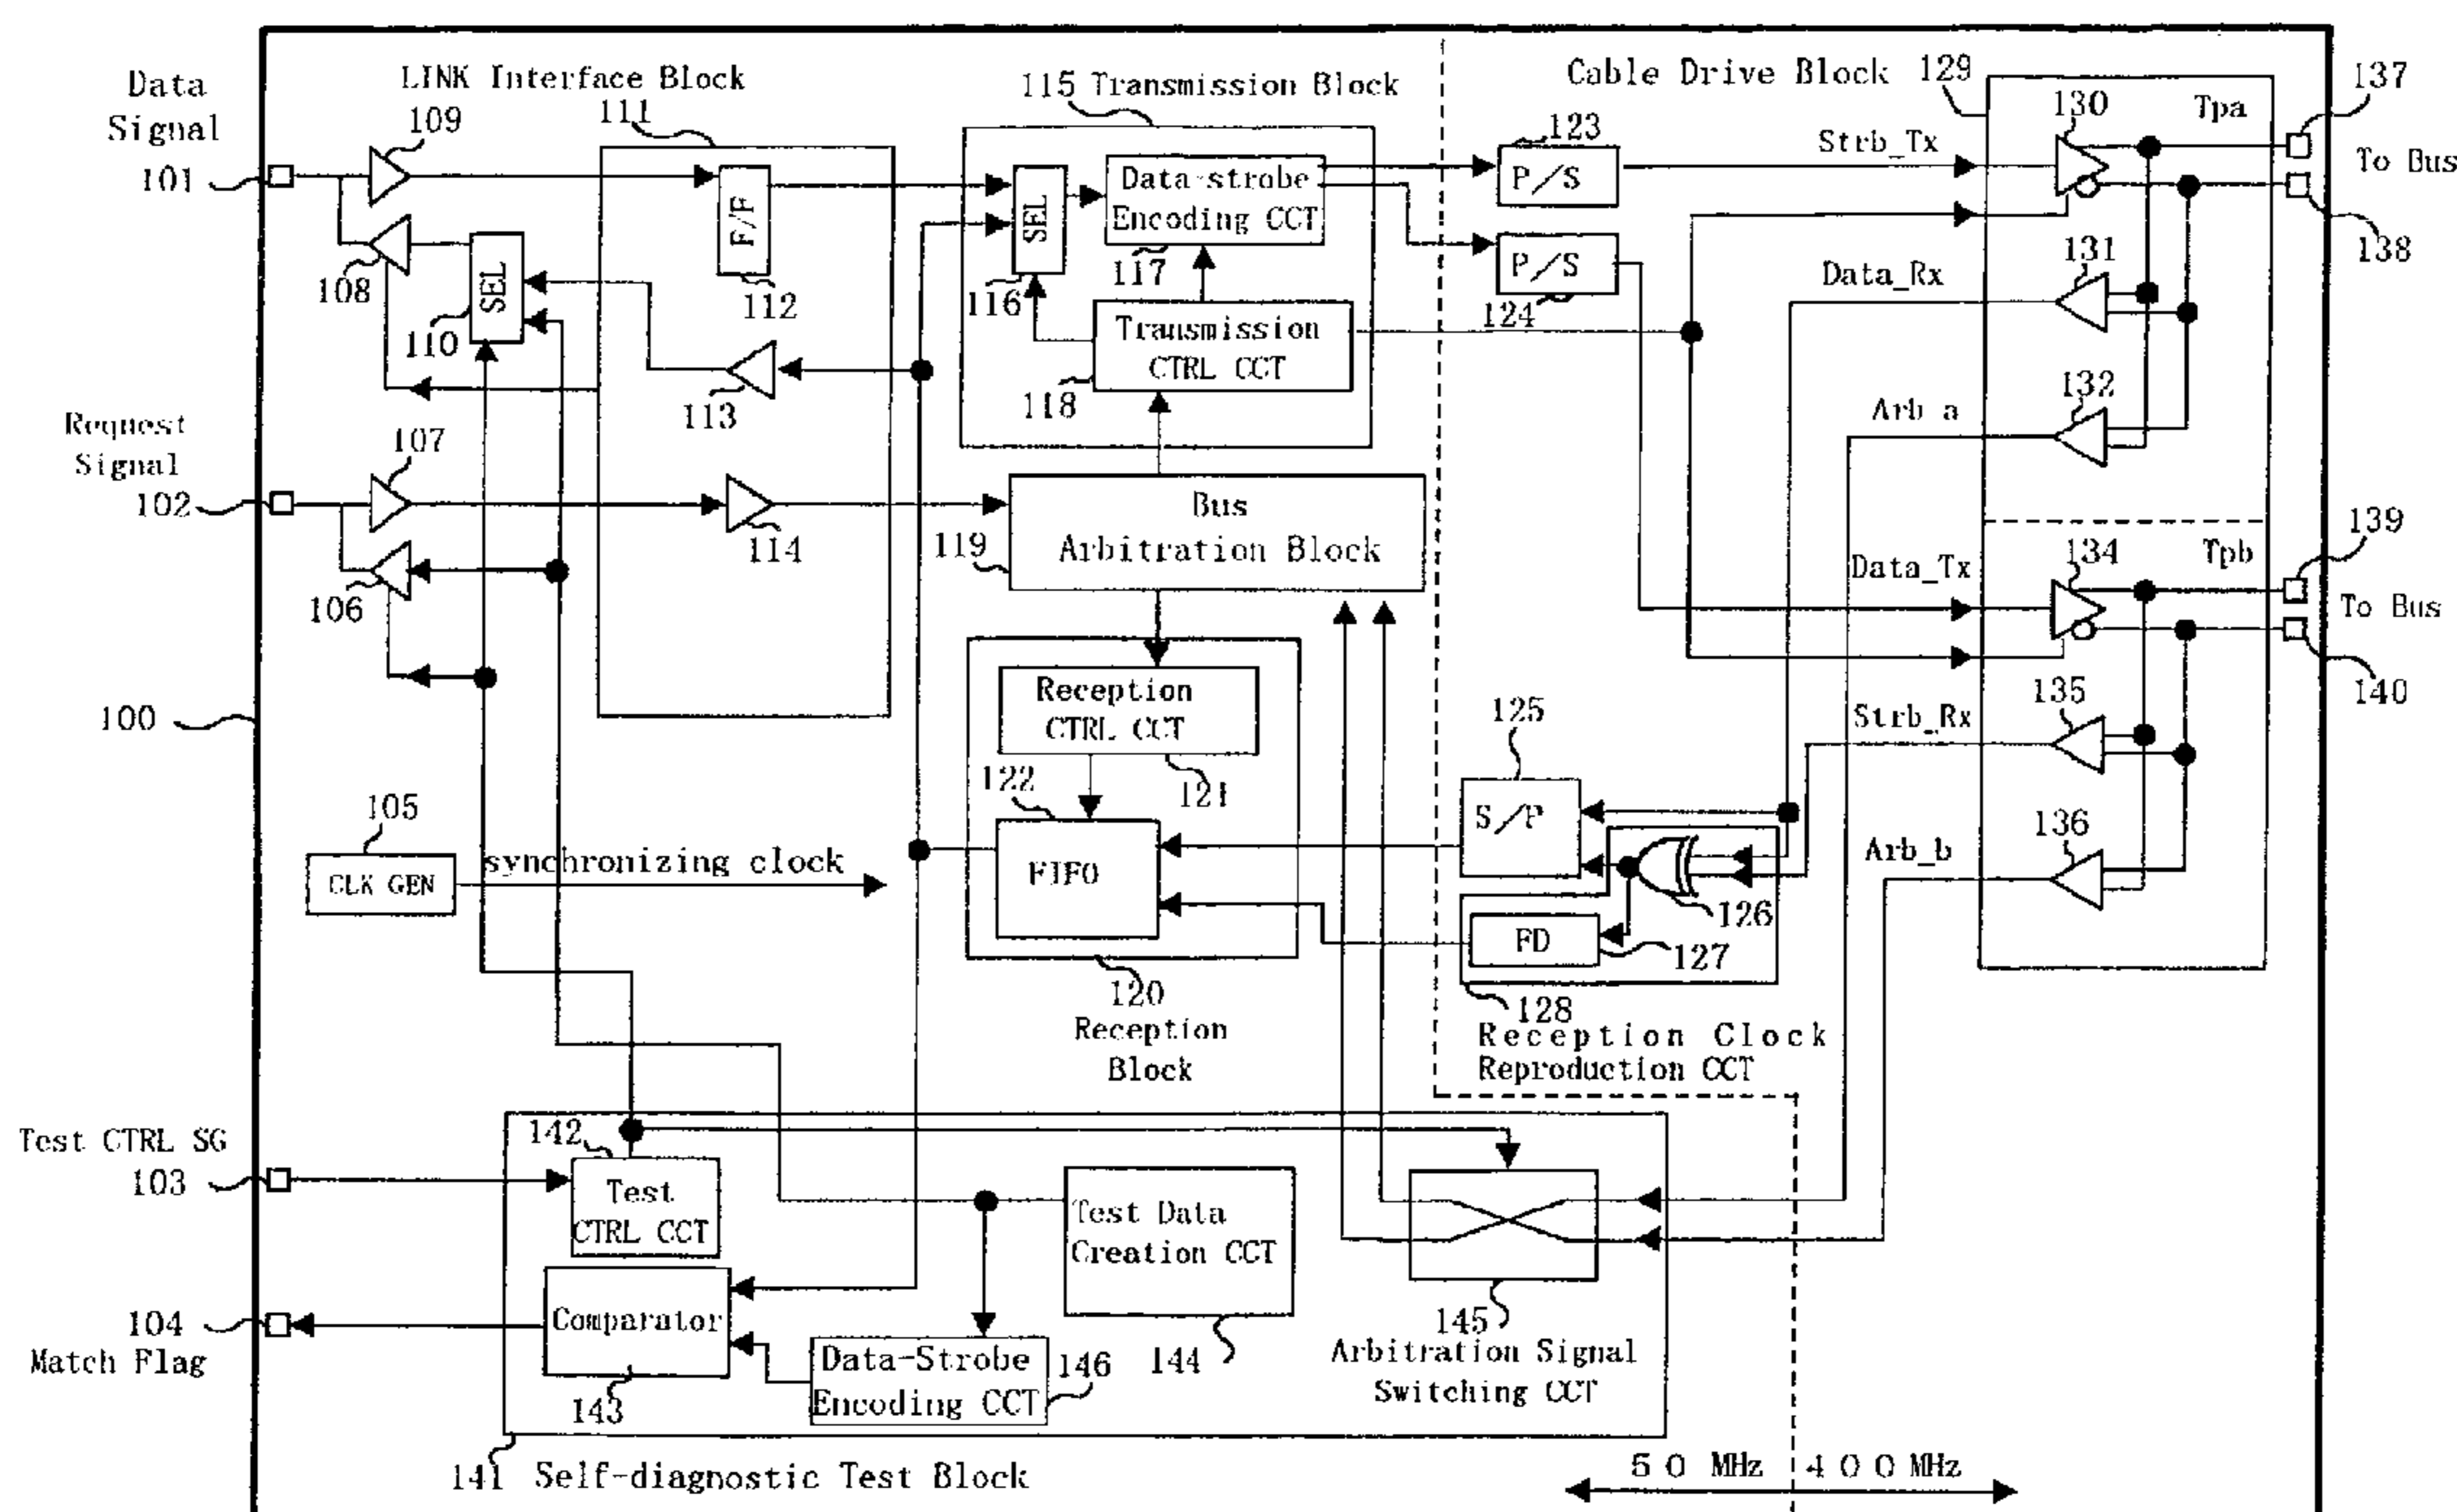 Data
Signal
101
LINK Interface Block
109
111
115 Transmission Block
Cable Drive Block 129
137
130
Tpa
123
Strb_Tx
P/S
To Bus
138
F/F
SEL
Data-strobe
Encoding CCT
117
116
P/S
124
108
SEL
110
112
113
Transmission
CTRL CCT
118
Data_Rx
131
132
Arb a
Request
Signal
102
107
114
106
Bus
Arbitration Block
119
139
134
Tpb
Data_Tx
To Bus
140
135
Strb_Rx
100
Reception
CTRL CCT
121
122
125
S/P
136
Arb_b
105
CLK GEN
synchronizing clock
FIFO
126
FD
127
128
120
Reception
Block
Reception Clock
Reproduction CCT
Test CTRL SG
103
142
Test
CTRL CCT
Test Data
Creation CCT
144
145
Arbitration Signal
Switching CCT
104
Match Flag
Comparator
143
Data-Strobe
Encoding CCT
146
141 Self-diagnostic Test Block
50 MHz
400MHz